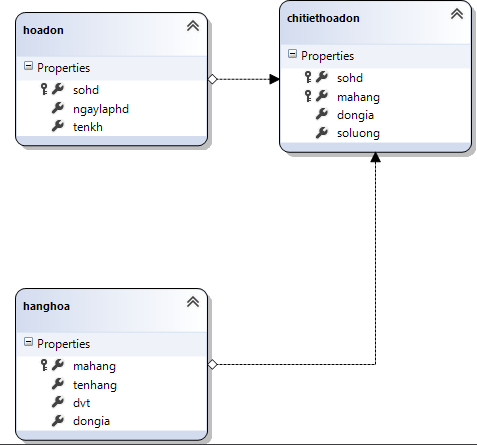 hoadon
Properties
sohd
ngaylaphd
tenkh
chitiethoadon
Properties
sohd
mahang
dongia
soluong
hanghoa
Properties
mahang
tenhang
dvt
dongia